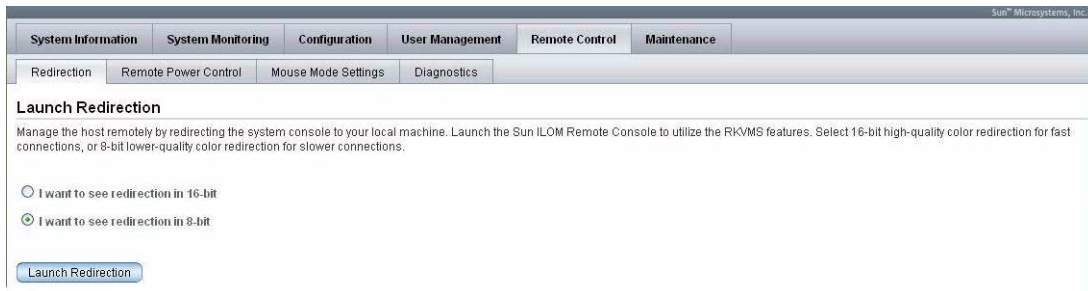 Sun™ Microsystems, Inc.
System Information System Monitoring Configuration User Management Remote Control Maintenance
Redirection Remote Power Control Mouse Mode Settings Diagnostics
Launch Redirection
Manage the host remotely by redirecting the system console to your local machine. Launch the Sun ILOM Remote Console to utilize the RKVMS features. Select 16-bit high-quality color redirection for fast
connections, or 8-bit lower-quality color redirection for slower connections.
I want to see redirection in 16-bit
I want to see redirection in 8-bit
Launch Redirection